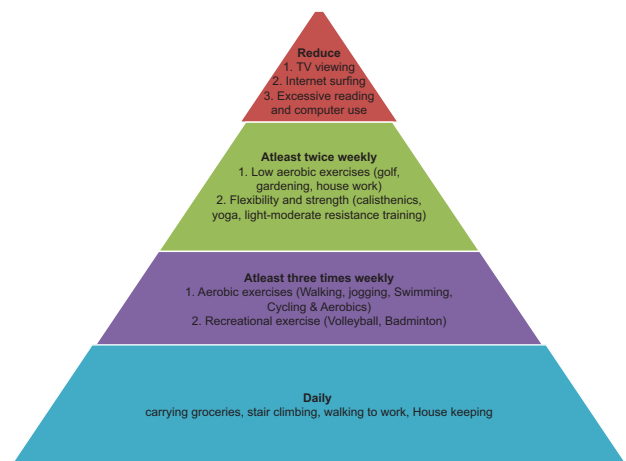 Reduce
1. TV viewing
2. Internet surfing
3. Excessive reading
and computer use
Atleast twice weekly
1. Low aerobic exercises (golf,
gardening, house work)
2. Flexibility and strength (calisthenics,
yoga, light-moderate resistance training)
Atleast three times weekly
1. Aerobic exercises (Walking, jogging, Swimming,
Cycling & Aerobics)
2. Recreational exercise (Volleyball, Badminton)
Daily
carrying groceries, stair climbing, walking to work, House keeping